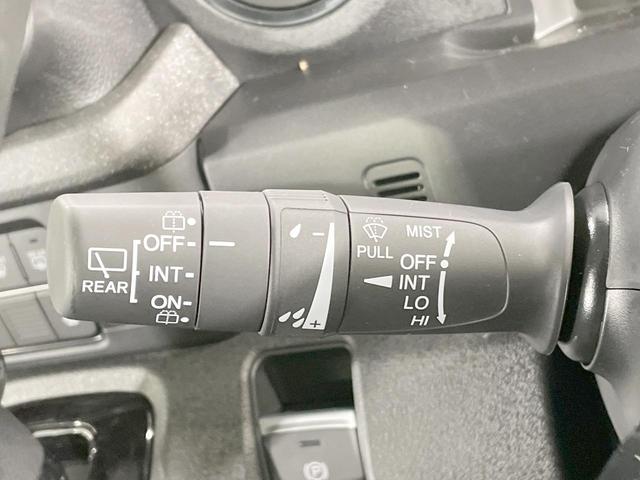 OFF
INT
ON
REAR
−
+
PULL
MIST
OFF
INT
LO
HI
P